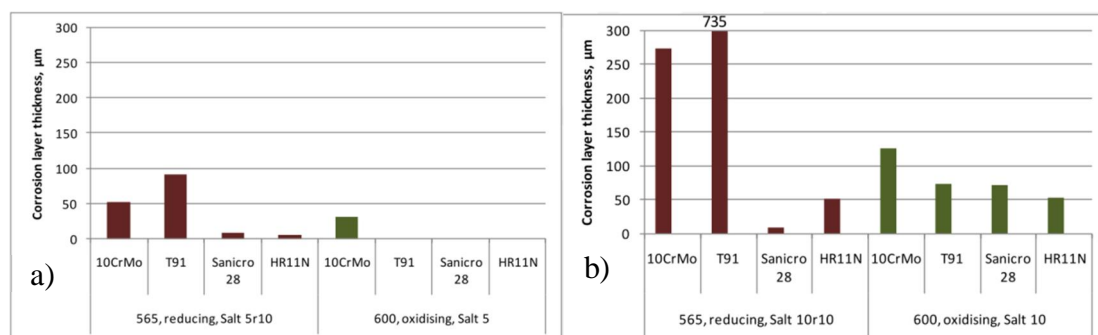 Corrosion layer thickness, µm
300
250
200
150
100
50
0
10CrMo T91 Sanicro 28 HR11N 10CrMo T91 Sanicro 28 HR11N
565, reducing, Salt 5r10 600, oxidising, Salt 5
a)
735
Corrosion layer thickness, µm
300
250
200
150
100
50
0
10CrMo T91 Sanicro 28 HR11N 10CrMo T91 Sanicro 28 HR11N
565, reducing, Salt 10r10 600, oxidising, Salt 10
b)